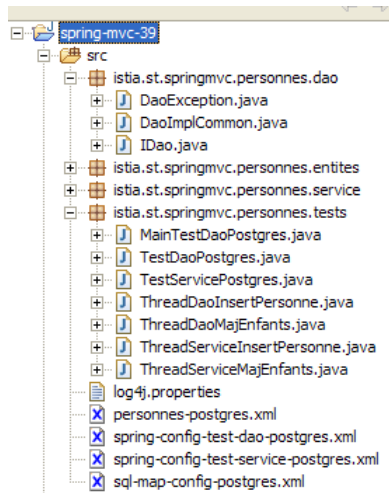 spring-mvc-39
src
istia.st.springmvc.personnes.dao
DaoException.java
DaoImplCommon.java
IDao.java
istia.st.springmvc.personnes.entites
istia.st.springmvc.personnes.service
istia.st.springmvc.personnes.tests
MainTestDaoPostgres.java
TestDaoPostgres.java
TestServicePostgres.java
ThreadDaoInsertPersonne.java
ThreadDaoMajEnfants.java
ThreadServiceInsertPersonne.java
ThreadServiceMajEnfants.java
log4j.properties
personnes-postgres.xml
spring-config-test-dao-postgres.xml
spring-config-test-service-postgres.xml
sql-map-config-postgres.xml